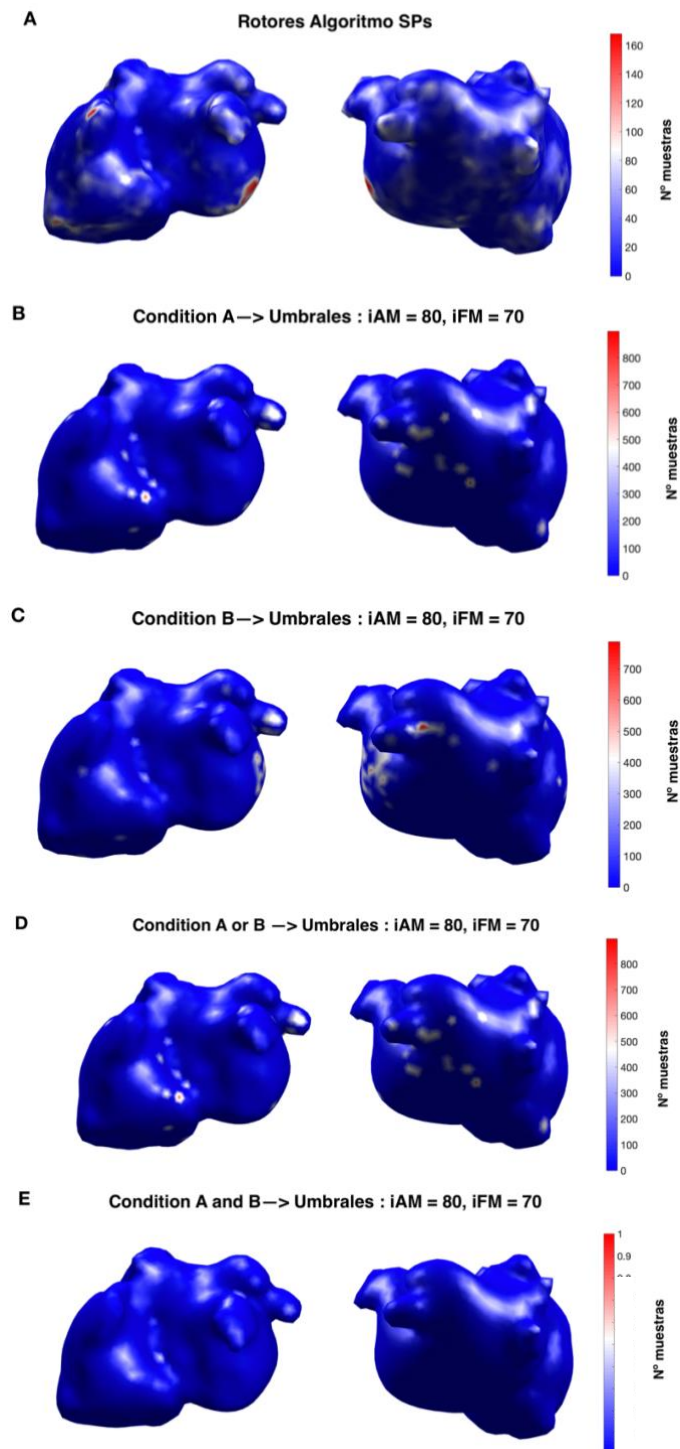 A
Rotores Algoritmo SPs
160
140
120
100
80
60
40
20
0
Nº muestras
B
Condition A—> Umbrales : iAM = 80, iFM = 70
800
700
600
500
400
300
200
100
0
Nº muestras
C
Condition B—> Umbrales : iAM = 80, iFM = 70
700
600
500
400
300
200
100
0
Nº muestras
D
Condition A or B —> Umbrales : iAM = 80, iFM = 70
800
700
600
500
400
300
200
100
0
Nº muestras
E
Condition A and B—> Umbrales : iAM = 80, iFM = 70
1
0.9
Nº muestras